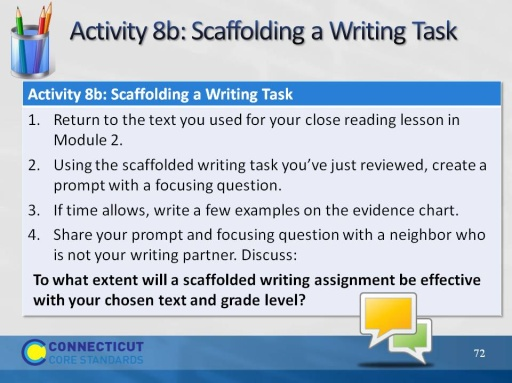 Activity 8b: Scaffolding a Writing Task
Activity 8b: Scaffolding a Writing Task
1. Return to the text you used for your close reading lesson in
Module 2.
2. Using the scaffolded writing task you’ve just reviewed, create a
prompt with a focusing question.
3. If time allows, write a few examples on the evidence chart.
4. Share your prompt and focusing question with a neighbor who
is not your writing partner. Discuss:
To what extent will a scaffolded writing assignment be effective
with your chosen text and grade level?
CONNECTICUT
CORE STANDARDS
72